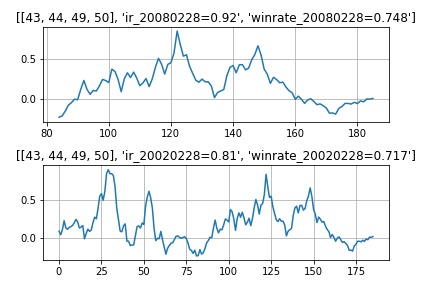 [[43, 44, 49, 50], 'ir_20080228=0.92', 'winrate_20080228=0.748']
0.5
0.0
80 100 120 140 160 180
[[43, 44, 49, 50], 'ir_20020228=0.81', 'winrate_20020228=0.717']
0.5
0.0
0 25 50 75 100 125 150 175